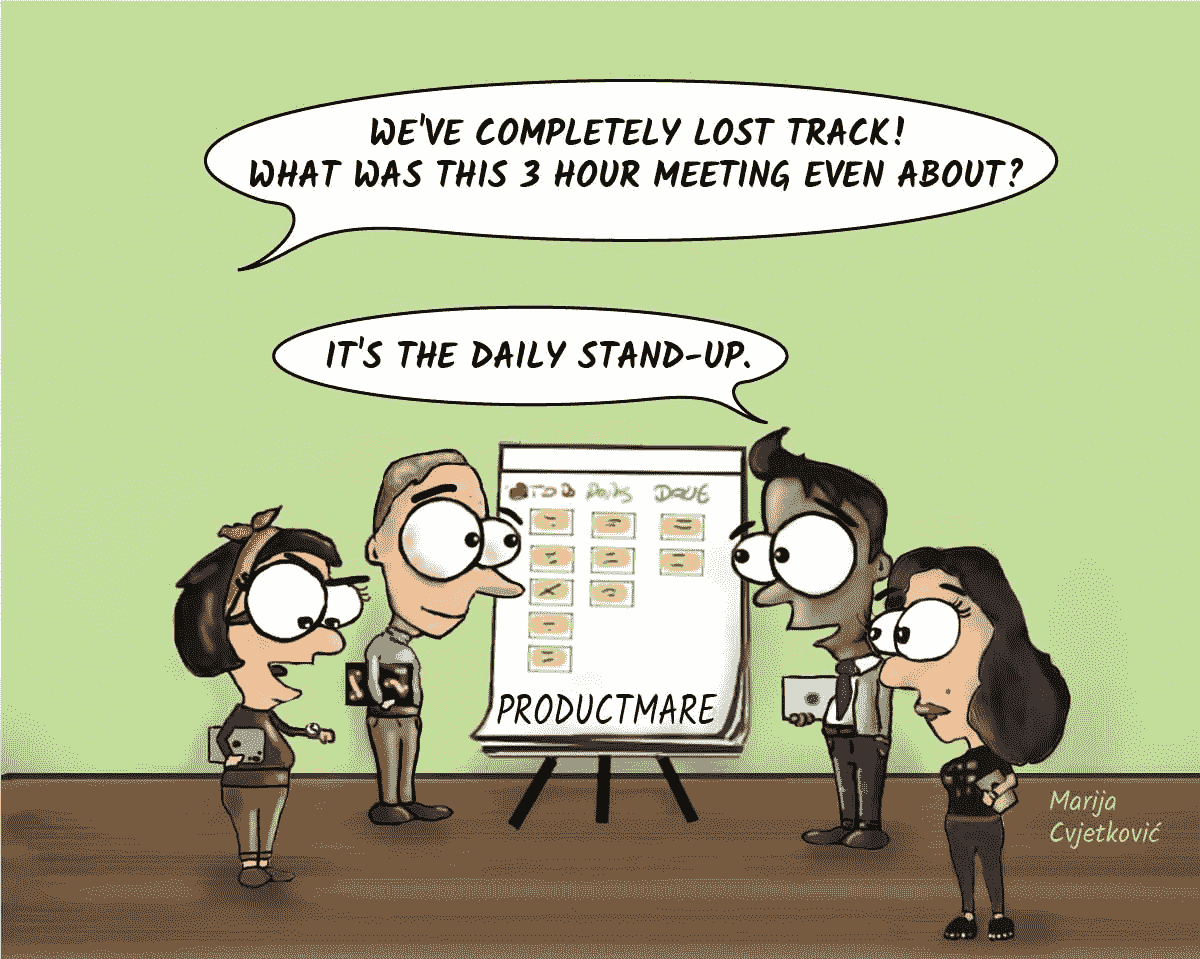 WE'VE COMPLETELY LOST TRACK!
WHAT WAS THIS 3 HOUR MEETING EVEN ABOUT?
IT'S THE DAILY STAND-UP.
PRODUCTMARE
Marija
Cvjetković